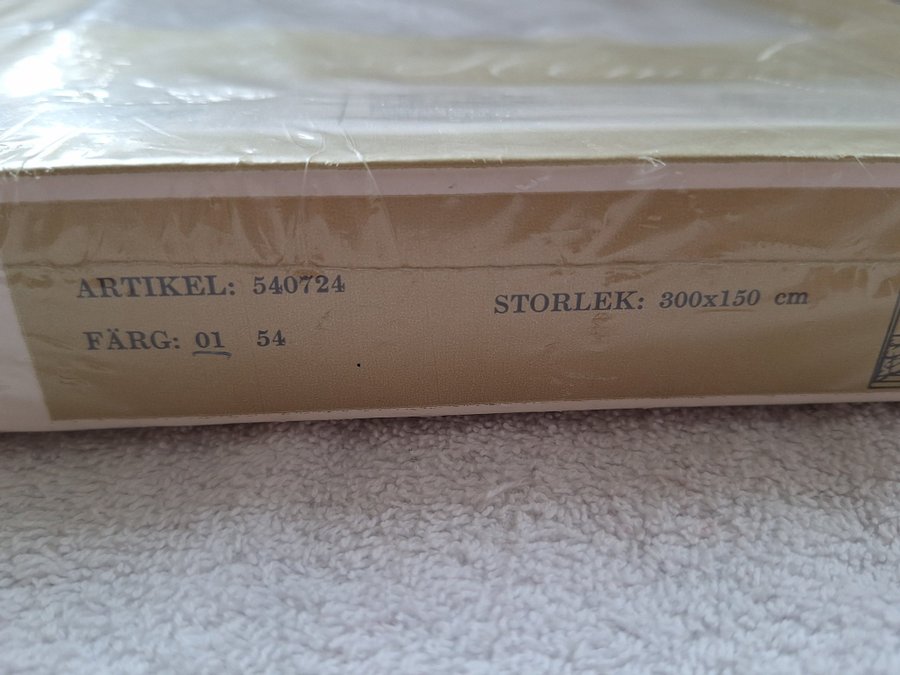 ARTIKEL: 540724
FÄRG: 01 54
STORLEK: 300x150 cm